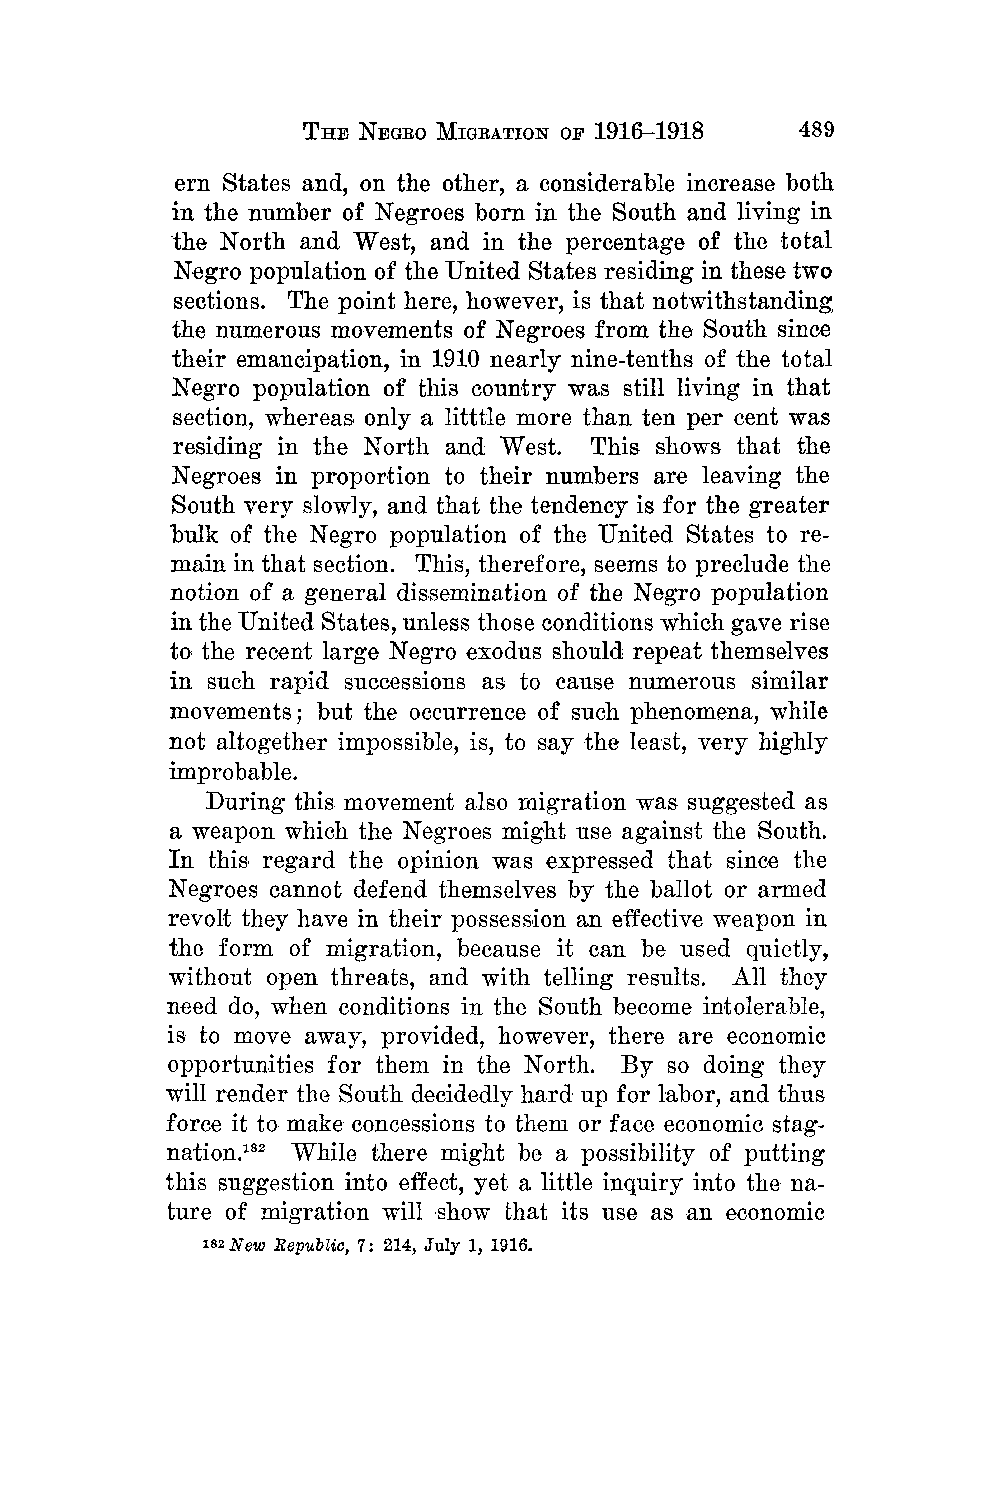 THE NEGRO MIGRATION OF 1916–1918 489
ern States and, on the other, a considerable increase both
in the number of Negroes born in the South and living in
the North and West, and in the percentage of the total
Negro population of the United States residing in these two
sections. The point here, however, is that notwithstanding
the numerous movements of Negroes from the South since
their emancipation, in 1910 nearly nine-tenths of the total
Negro population of this country was still living in that
section, whereas only a litttle more than ten per cent was
residing in the North and West. This shows that the
Negroes in proportion to their numbers are leaving the
South very slowly, and that the tendency is for the greater
bulk of the Negro population of the United States to re-
main in that section. This, therefore, seems to preclude the
notion of a general dissemination of the Negro population
in the United States, unless those conditions which gave rise
to the recent large Negro exodus should repeat themselves
in such rapid successions as to cause numerous similar
movements; but the occurrence of such phenomena, while
not altogether impossible, is, to say the least, very highly
improbable.
During this movement also migration was suggested as
a weapon which the Negroes might use against the South.
In this regard the opinion was expressed that since the
Negroes cannot defend themselves by the ballot or armed
revolt they have in their possession an effective weapon in
the form of migration, because it can be used quietly,
without open threats, and with telling results. All they
need do, when conditions in the South become intolerable,
is to move away, provided, however, there are economic
opportunities for them in the North. By so doing they
will render the South decidedly hard up for labor, and thus
force it to make concessions to them or face economic stag-
nation.¹⁸² While there might be a possibility of putting
this suggestion into effect, yet a little inquiry into the na-
ture of migration will show that its use as an economic
¹⁸² New Republic, 7: 214, July 1, 1916.